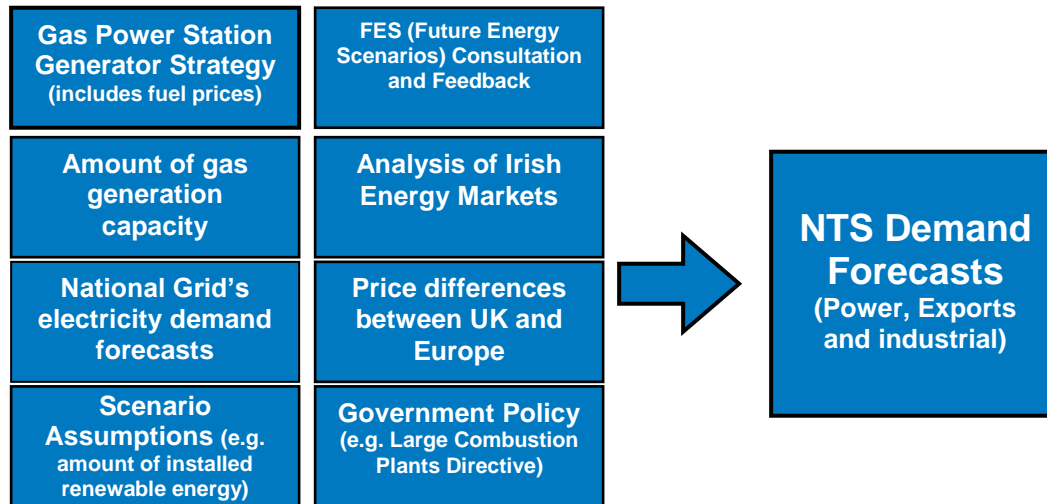 Gas Power Station
Generator Strategy
(includes fuel prices)
FES (Future Energy
Scenarios) Consultation
and Feedback
Amount of gas
generation
capacity
Analysis of Irish
Energy Markets
National Grid's
electricity demand
forecasts
Price differences
between UK and
Europe
Scenario
Assumptions (e.g.
amount of installed
renewable energy)
Government Policy
(e.g. Large Combustion
Plants Directive)
NTS Demand
Forecasts
(Power, Exports
and industrial)